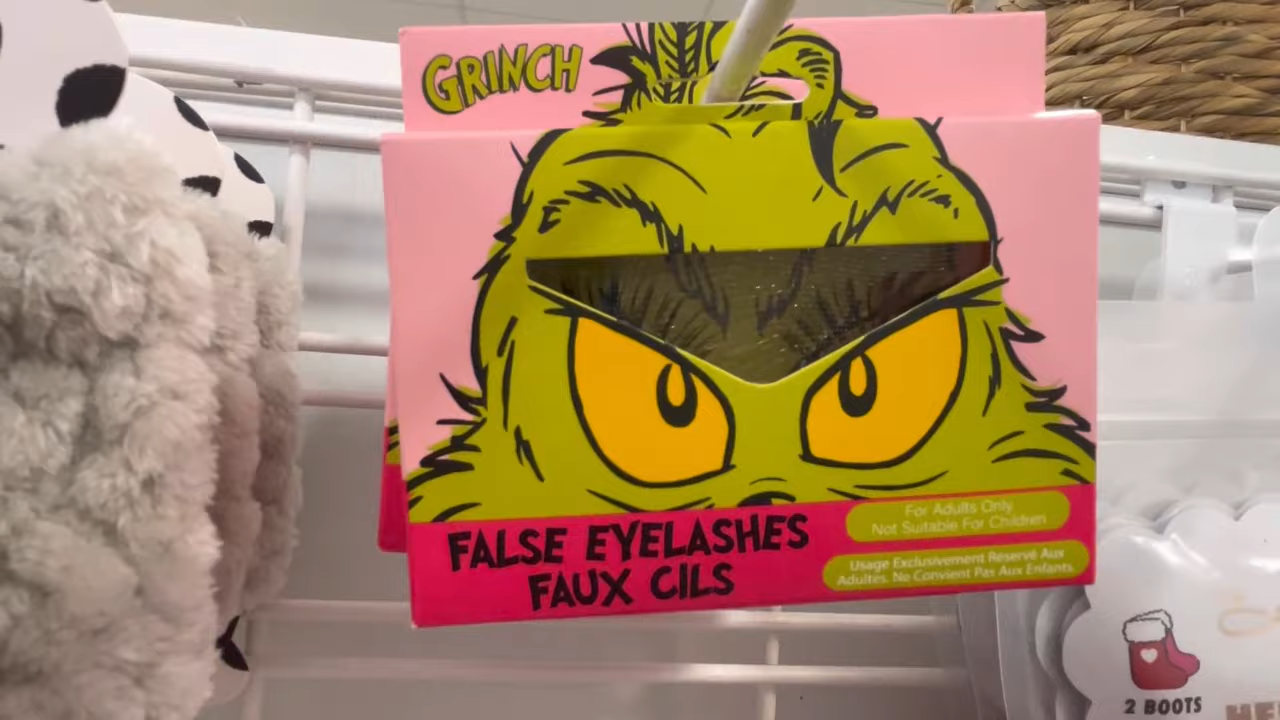 GRINCH
FALSE EYELASHES
FAUX CILS
For Adults Only
Not Suitable For Children
Usage Exclusivement Réservé Aux
Adultes. No Convient Pas Aux Enfants.
2 BOOTS